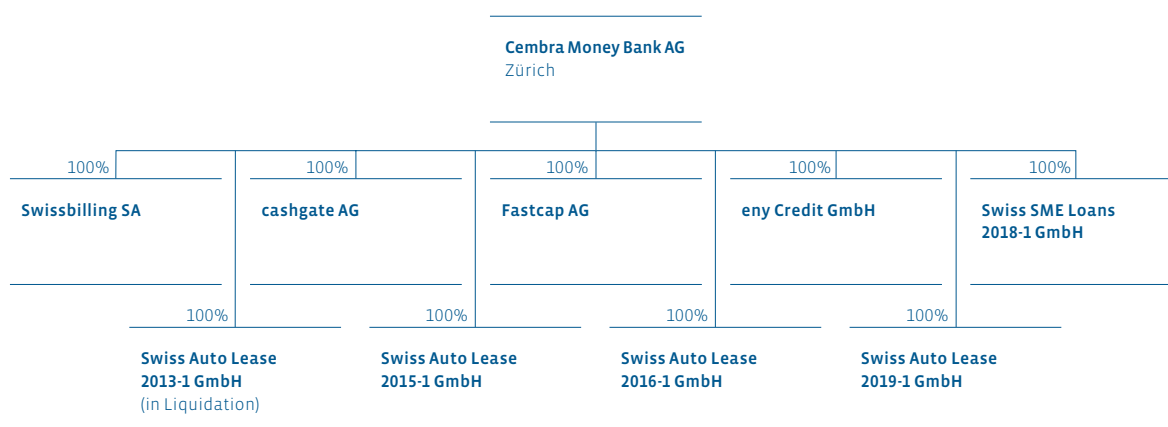 Cembra Money Bank AG
Zürich
100%
100%
100%
100%
100%
Swissbilling SA
cashgate AG
Fastcap AG
eny Credit GmbH
Swiss SME Loans
2018-1 GmbH
100%
100%
100%
100%
Swiss Auto Lease
2013-1 GmbH
(in Liquidation)
Swiss Auto Lease
2015-1 GmbH
Swiss Auto Lease
2016-1 GmbH
Swiss Auto Lease
2019-1 GmbH